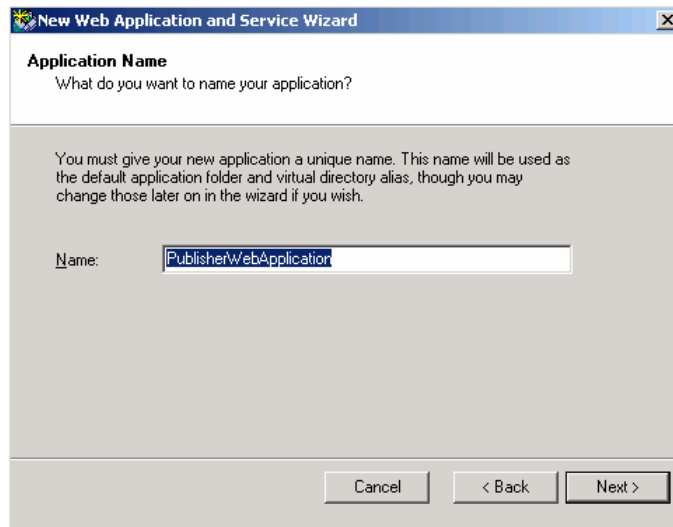 New Web Application and Service Wizard
Application Name
What do you want to name your application?
You must give your new application a unique name. This name will be used as
the default application folder and virtual directory alias, though you may
change those later on in the wizard if you wish.
Name: PublisherWebApplication
Cancel < Back Next >